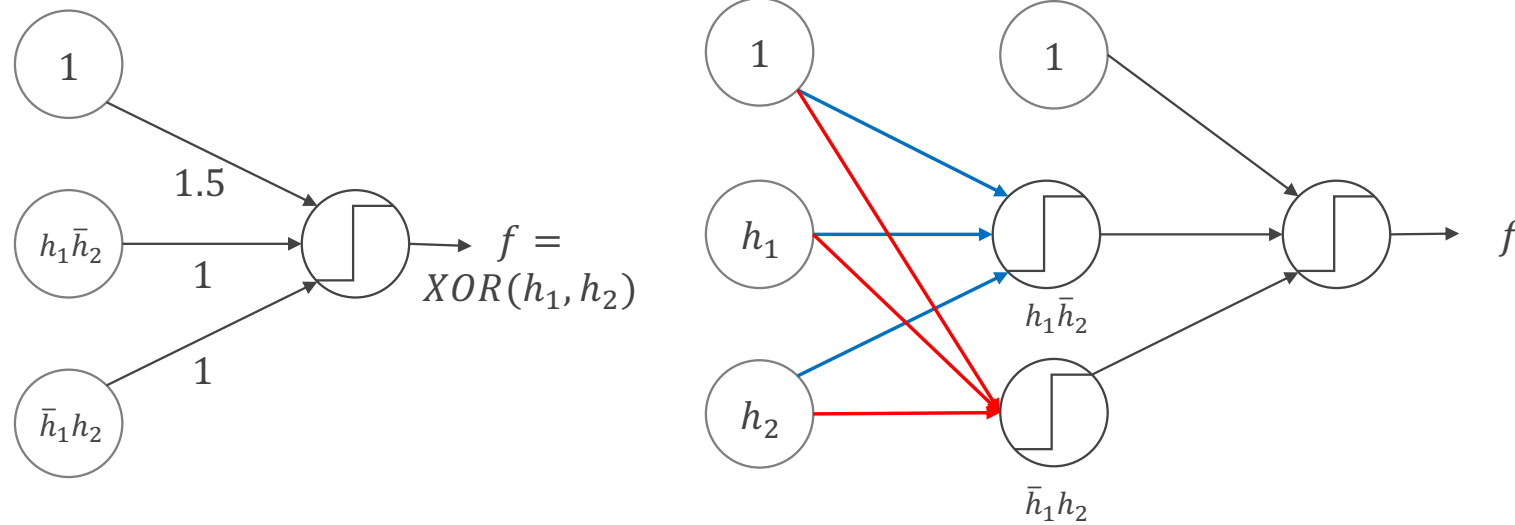 1
1.5
h₁h̄₂
1
f =
XOR(h₁, h₂)
h̄₁h₂
1
1
1
h₁
h₁h̄₂
f
h₂
h̄₁h₂